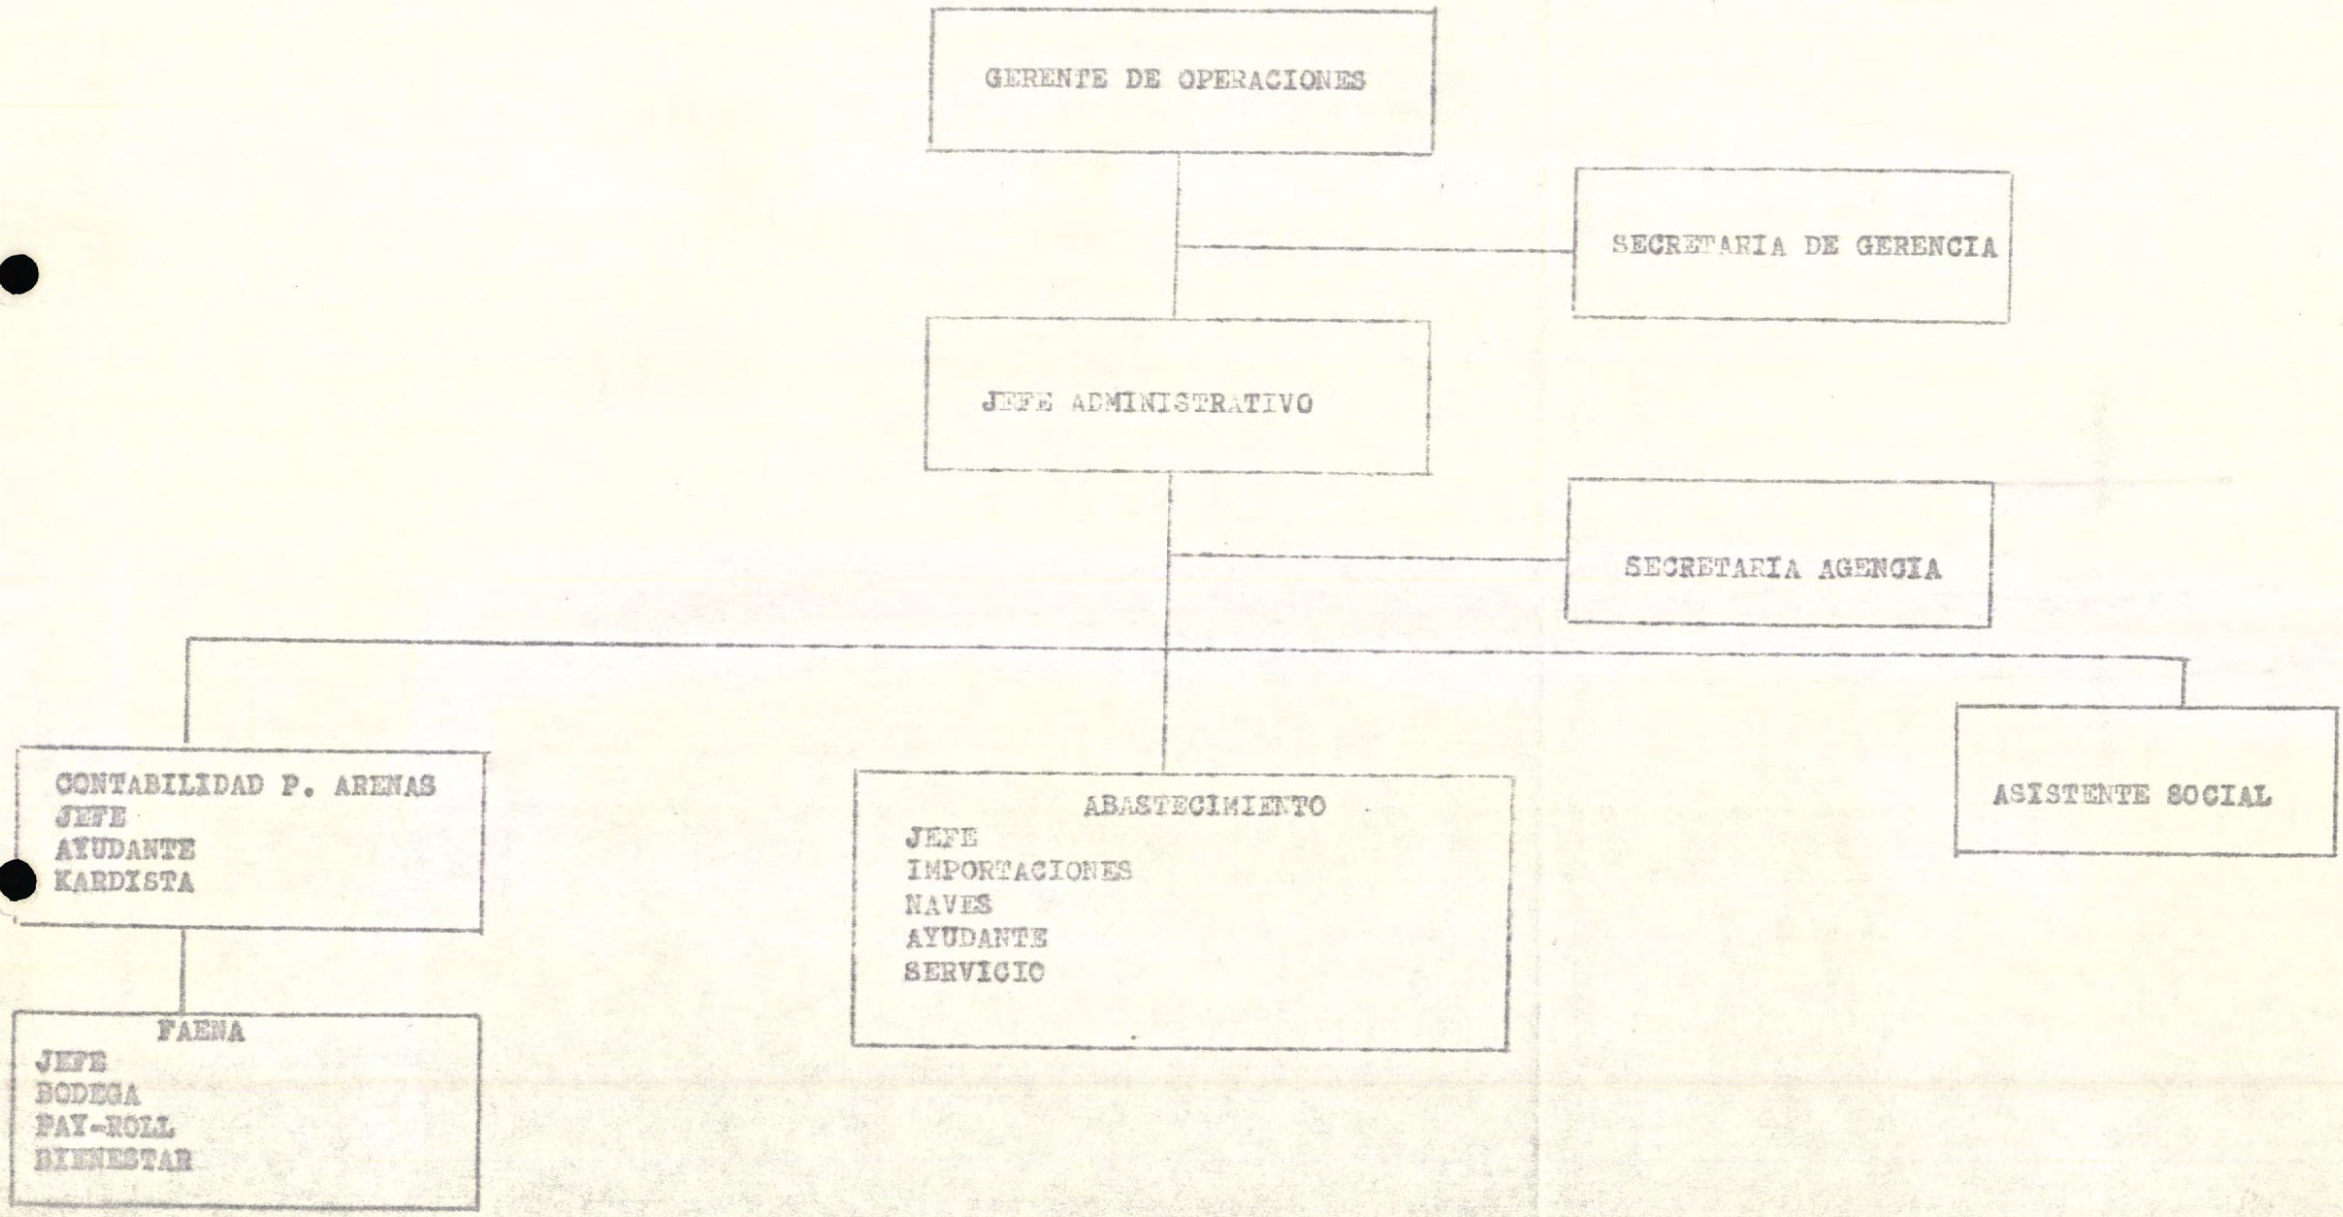 GERENTE DE OPERACIONES
SECRETARIA DE GERENCIA
JEFE ADMINISTRATIVO
SECRETARIA AGENCIA
CONTABILIDAD P. ARENAS
JEFE
AYUDANTE
KARDISTA
ABASTECIMIENTO
JEFE
IMPORTACIONES
NAVES
AYUDANTE
SERVICIO
ASISTENTE SOCIAL
FAENA
JEFE
BODEGA
PAY-ROLL
BIENESTAR